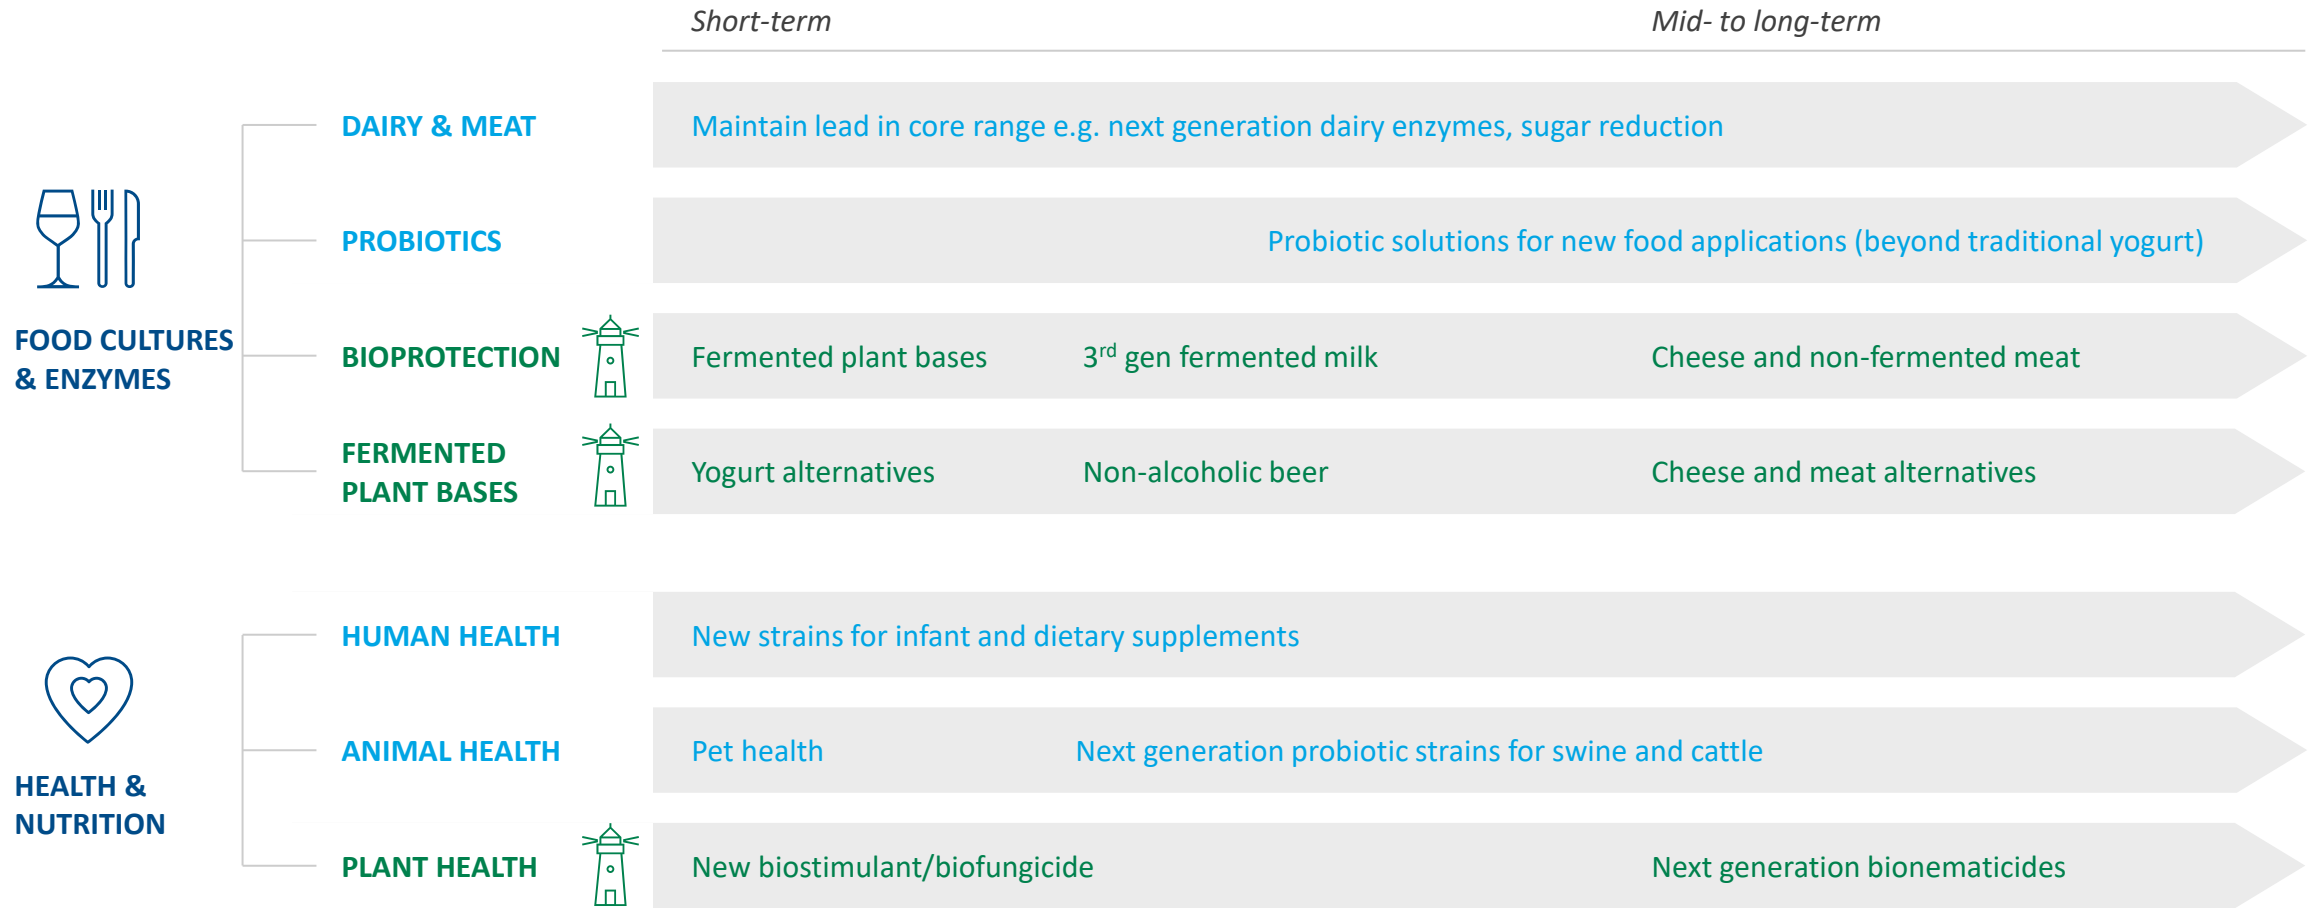 Short-term
Mid- to long-term
DAIRY & MEAT
Maintain lead in core range e.g. next generation dairy enzymes, sugar reduction
PROBIOTICS
Probiotic solutions for new food applications (beyond traditional yogurt)
FOOD CULTURES
& ENZYMES
BIOPROTECTION
Fermented plant bases
3rd gen fermented milk
Cheese and non-fermented meat
FERMENTED
PLANT BASES
Yogurt alternatives
Non-alcoholic beer
Cheese and meat alternatives
HUMAN HEALTH
New strains for infant and dietary supplements
HEALTH &
NUTRITION
ANIMAL HEALTH
Pet health
Next generation probiotic strains for swine and cattle
PLANT HEALTH
New biostimulant/biofungicide
Next generation bionematicides